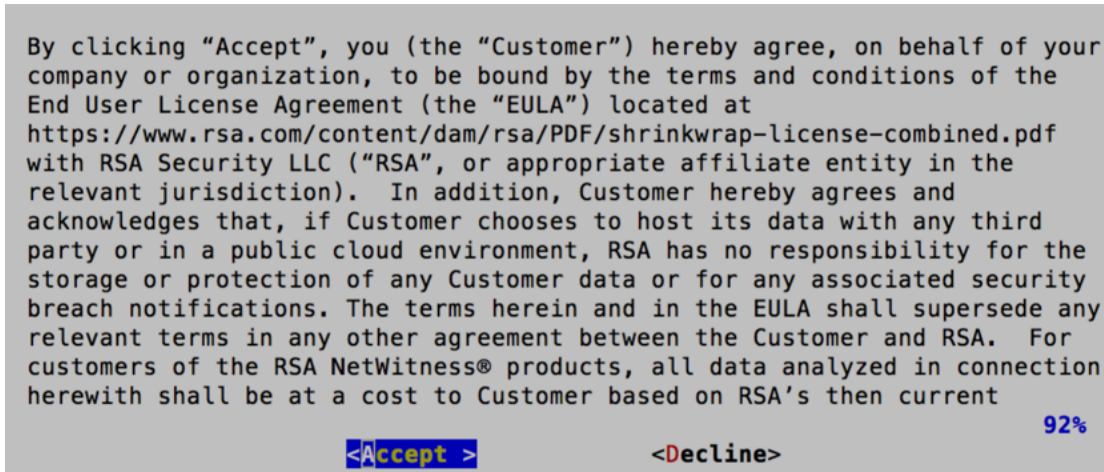 By clicking “Accept”, you (the “Customer”) hereby agree, on behalf of your
company or organization, to be bound by the terms and conditions of the
End User License Agreement (the “EULA”) located at
https://www.rsa.com/content/dam/rsa/PDF/shrinkwrap-license-combined.pdf
with RSA Security LLC (“RSA”, or appropriate affiliate entity in the
relevant jurisdiction).  In addition, Customer hereby agrees and
acknowledges that, if Customer chooses to host its data with any third
party or in a public cloud environment, RSA has no responsibility for the
storage or protection of any Customer data or for any associated security
breach notifications. The terms herein and in the EULA shall supersede any
relevant terms in any other agreement between the Customer and RSA.  For
customers of the RSA NetWitness® products, all data analyzed in connection
herewith shall be at a cost to Customer based on RSA’s then current
92%
<Accept > <Decline>